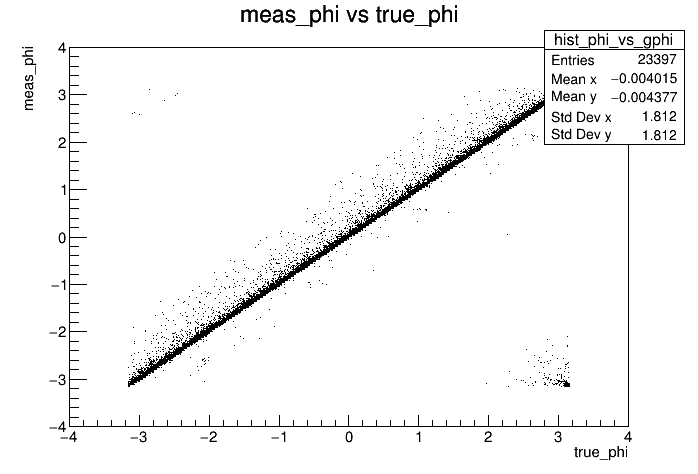 meas_phi vs true_phi
hist_phi_vs_gphi
Entries 23397
Mean x −0.004015
Mean y −0.004377
Std Dev x 1.812
Std Dev y 1.812
meas_phi
4
3
2
1
0
−1
−2
−3
−4
−4 −3 −2 −1 0 1 2 3 4
true_phi